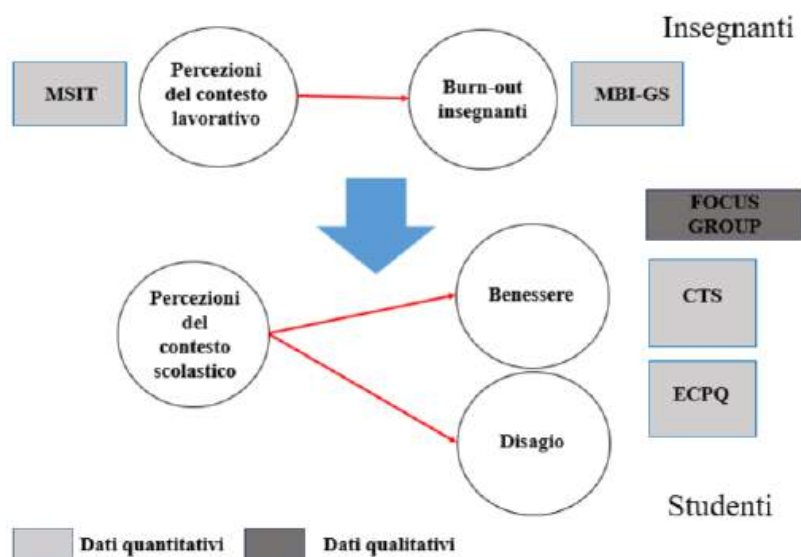 Insegnanti
MSIT
Percezioni
del contesto
lavorativo
Burn-out
insegnanti
MBI-GS
FOCUS
GROUP
Percezioni
del
contesto
scolastico
Benessere
CTS
ECPQ
Disagio
Studenti
Dati quantitativi
Dati qualitativi